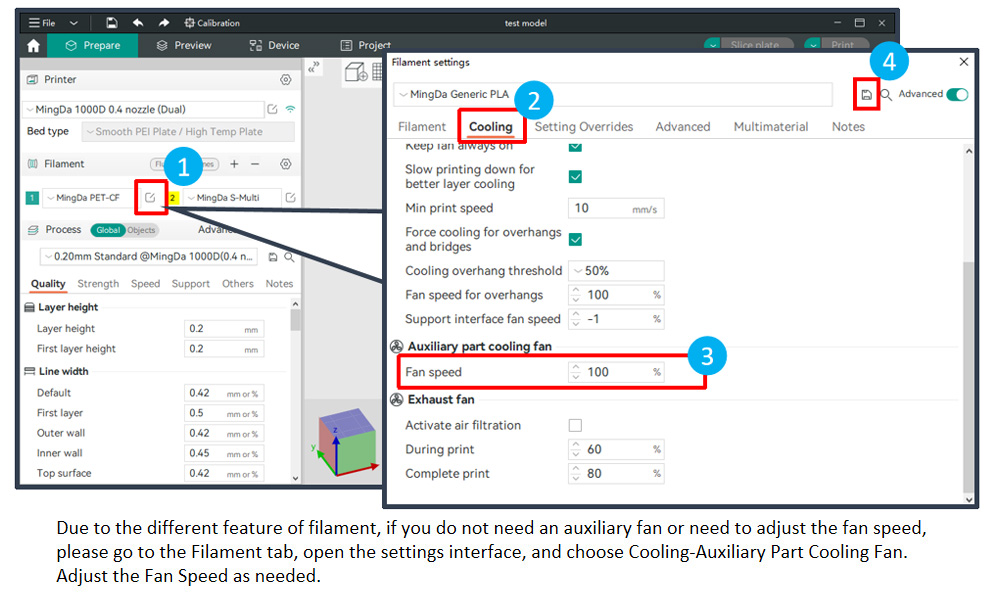 File
Calibration
test model
Prepare
Preview
Device
Project
Slice plate
Print
Printer
MingDa 1000D 0.4 nozzle (Dual)
Bed type
Smooth PEI Plate / High Temp Plate
Filament
1
1
MingDa PET-CF
2
MingDa S-Multi
Process
Global
Objects
0.20mm Standard @MingDa 1000D(0.4 n...
Quality
Strength
Speed
Support
Others
Notes
Layer height
Layer height 0.2 mm
First layer height 0.2 mm
Line width
Default 0.42 mm or %
First layer 0.5 mm or %
Outer wall 0.42 mm or %
Inner wall 0.45 mm or %
Top surface 0.42 mm or %
z
y
Filament settings
4
MingDa Generic PLA
2
Advanced
Filament
Cooling
Setting Overrides
Advanced
Multimaterial
Notes
Keep fan always on
Slow printing down for
better layer cooling
Min print speed 10 mm/s
Force cooling for overhangs
and bridges
Cooling overhang threshold 50%
Fan speed for overhangs 100 %
Support interface fan speed -1 %
Auxiliary part cooling fan
3
Fan speed 100 %
Exhaust fan
Activate air filtration
During print 60 %
Complete print 80 %
Due to the different feature of filament, if you do not need an auxiliary fan or need to adjust the fan speed,
please go to the Filament tab, open the settings interface, and choose Cooling-Auxiliary Part Cooling Fan.
Adjust the Fan Speed as needed.